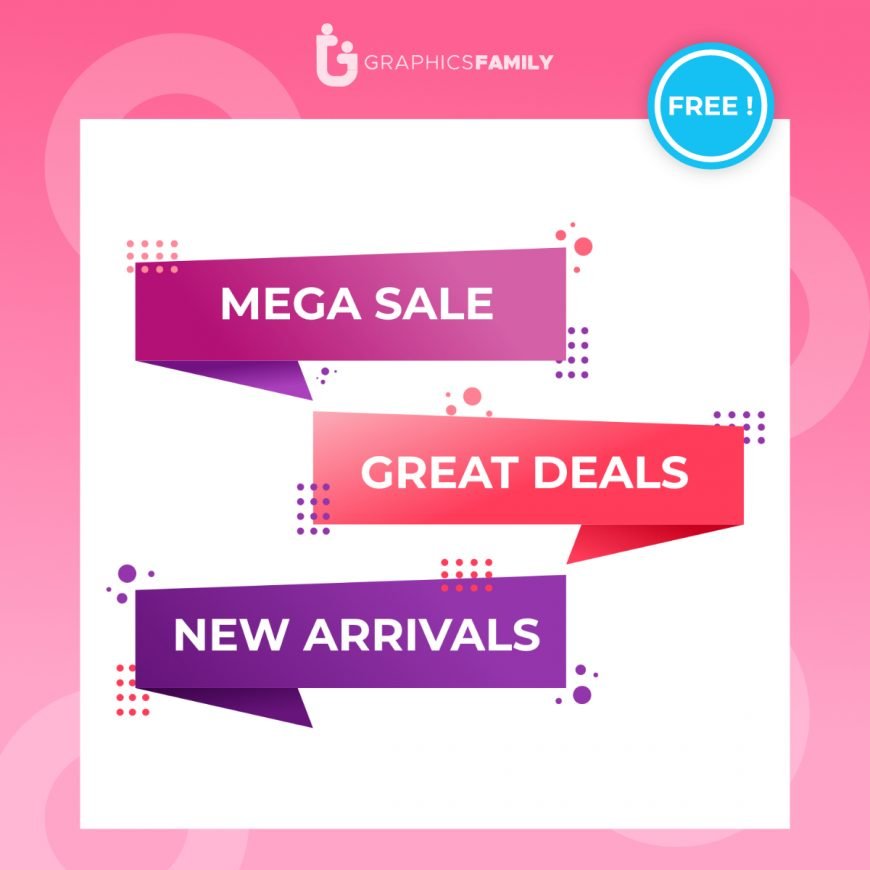 GRAPHICSFAMILY
FREE !
MEGA SALE
GREAT DEALS
NEW ARRIVALS